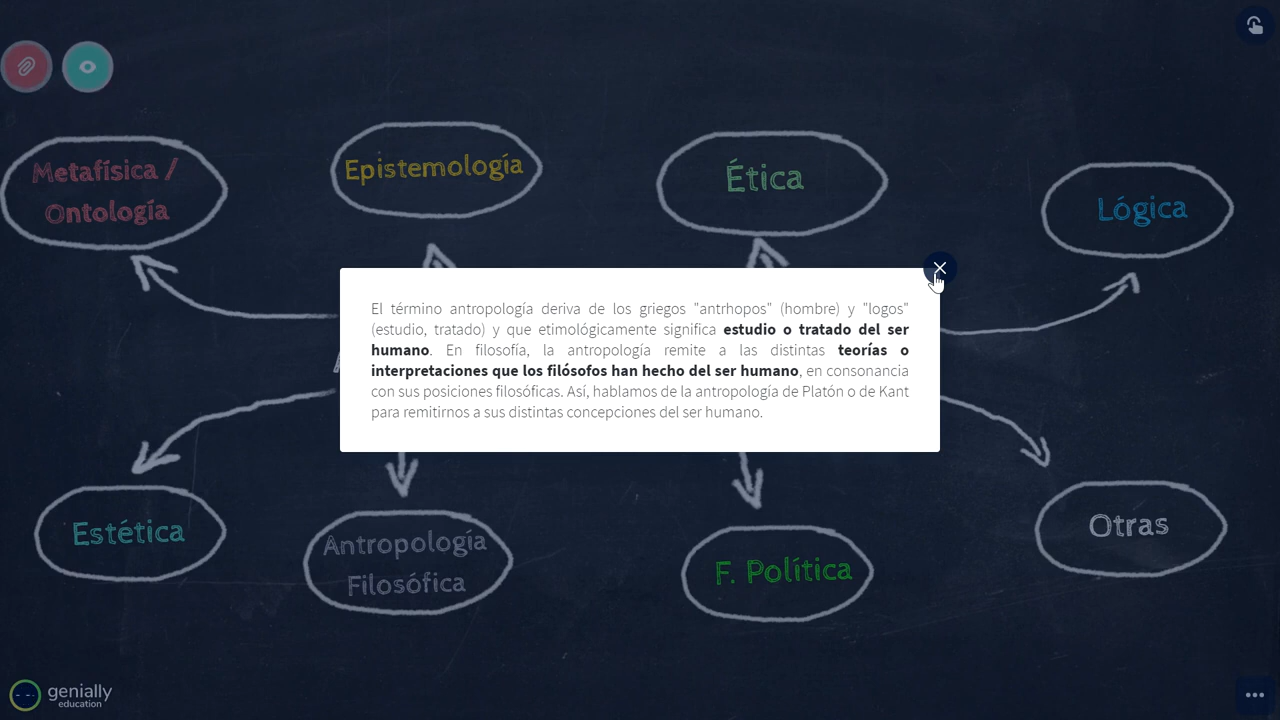 Metafísica /
Ontología
Epistemología
Ética
Lógica
El término antropología deriva de los griegos "antrhopos" (hombre) y "logos"
(estudio, tratado) y que etimológicamente significa estudio o tratado del ser
humano. En filosofía, la antropología remite a las distintas teorías o
interpretaciones que los filósofos han hecho del ser humano, en consonancia
con sus posiciones filosóficas. Así, hablamos de la antropología de Platón o de Kant
para remitirnos a sus distintas concepciones del ser humano.
Estética
Antropología
Filosófica
F. Política
Otras
genially
education